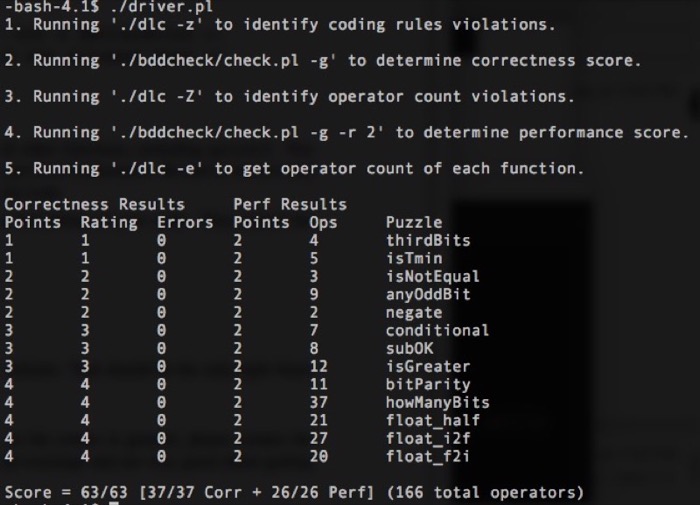 -bash-4.1$ ./driver.pl
1. Running './dlc -z' to identify coding rules violations.
2. Running './bddcheck/check.pl -g' to determine correctness score.
3. Running './dlc -Z' to identify operator count violations.
4. Running './bddcheck/check.pl -g -r 2' to determine performance score.
5. Running './dlc -e' to get operator count of each function.
Correctness Results Perf Results
Points Rating Errors Points Ops Puzzle
1 1 0 2 4 thirdBits
1 1 0 2 5 isTmin
2 2 0 2 3 isNotEqual
2 2 0 2 9 anyOddBit
2 2 0 2 2 negate
3 3 0 2 7 conditional
3 3 0 2 8 subOK
3 3 0 2 12 isGreater
4 4 0 2 11 bitParity
4 4 0 2 37 howManyBits
4 4 0 2 21 float_half
4 4 0 2 27 float_i2f
4 4 0 2 20 float_f2i
Score = 63/63 [37/37 Corr + 26/26 Perf] (166 total operators)